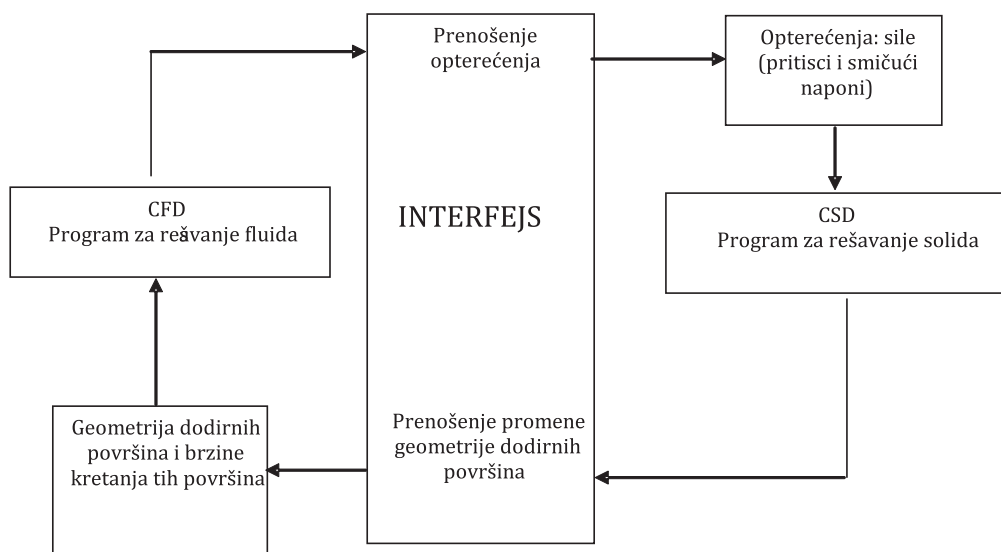 Prenošenje
opterećenja
Opterećenja: sile
(pritisci i smičući
naponi)
CFD
Program za rešavanje fluida
INTERFEJS
CSD
Program za rešavanje solida
Geometrija dodirnih
površina i brzine
kretanja tih površina
Prenošenje promene
geometrije dodirnih
površina